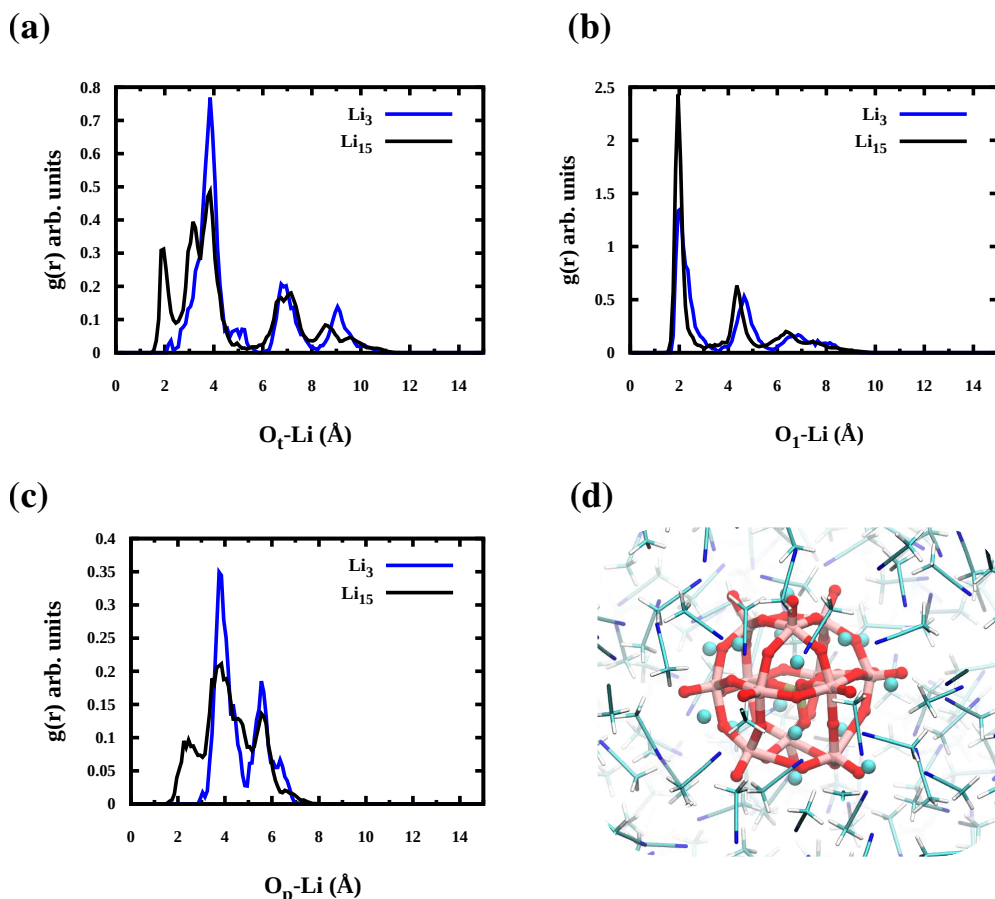 (a)
g(r) arb. units
0.8
0.7
0.6
0.5
0.4
0.3
0.2
0.1
0
0 2 4 6 8 10 12 14
Li3
Li15
Ot-Li (Å)
(b)
g(r) arb. units
2.5
2
1.5
1
0.5
0
0 2 4 6 8 10 12 14
Li3
Li15
O1-Li (Å)
(c)
g(r) arb. units
0.4
0.35
0.3
0.25
0.2
0.15
0.1
0.05
0
0 2 4 6 8 10 12 14
Li3
Li15
Op-Li (Å)
(d)